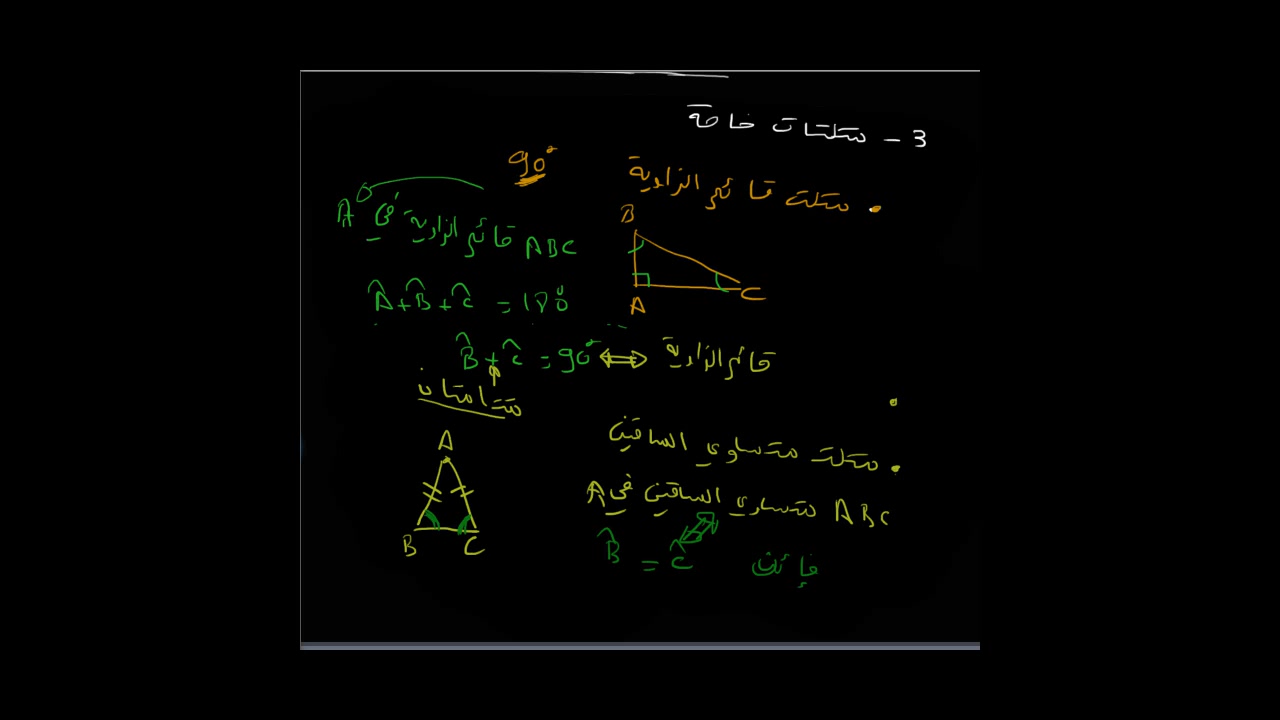 3 - مثلثات خاصة
• مثلث قائم الزاوية
90°
B
A
C
ABC قائم الزاوية في A
Â + B̂ + Ĉ = 180
قائم الزاوية ⟺ B̂ + Ĉ = 90°
متتامتان
• مثلث متساوي الساقين
ABC متساوي الساقين في A
فإن Ĉ = B̂
A
B
C